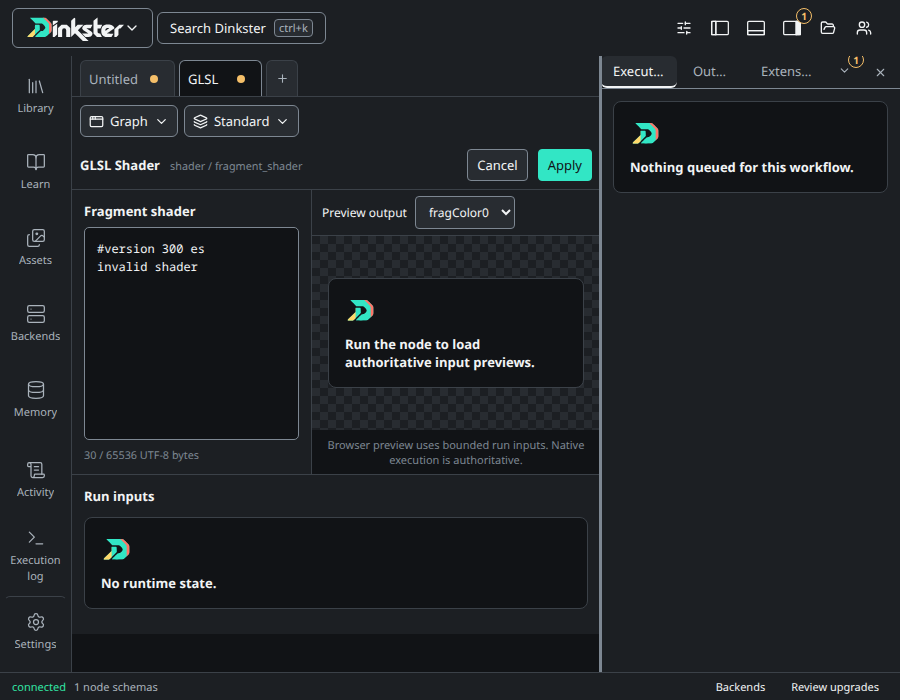 Dinkster
Search Dinkster ctrl+k
1
Library
Learn
Assets
Backends
Memory
Activity
Execution
log
Settings
Untitled
GLSL
+
Graph
Standard
GLSL Shader shader / fragment_shader
Cancel
Apply
Fragment shader
#version 300 es
invalid shader
30 / 65536 UTF-8 bytes
Preview output fragColor0
Run the node to load
authoritative input previews.
Browser preview uses bounded run inputs. Native
execution is authoritative.
Run inputs
No runtime state.
Execut...
Out...
Extens...
1
Nothing queued for this workflow.
connected 1 node schemas
Backends
Review upgrades